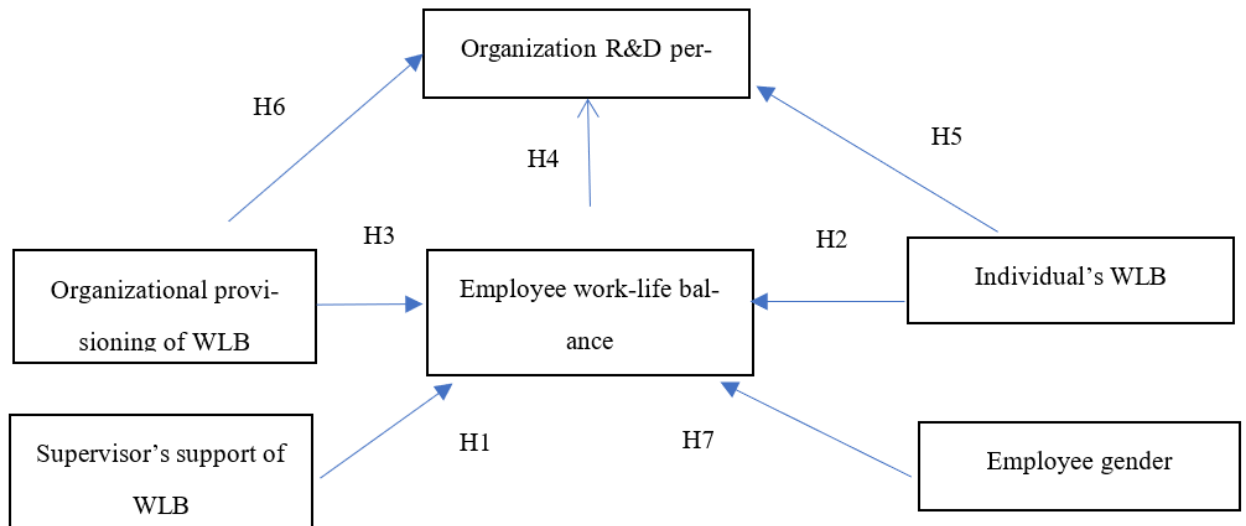 Organization R&D per-
H6
H5
H4
H3
H2
Organizational provi-
sioning of WLB
Employee work-life bal-
ance
Individual's WLB
Supervisor's support of
WLB
H1
H7
Employee gender